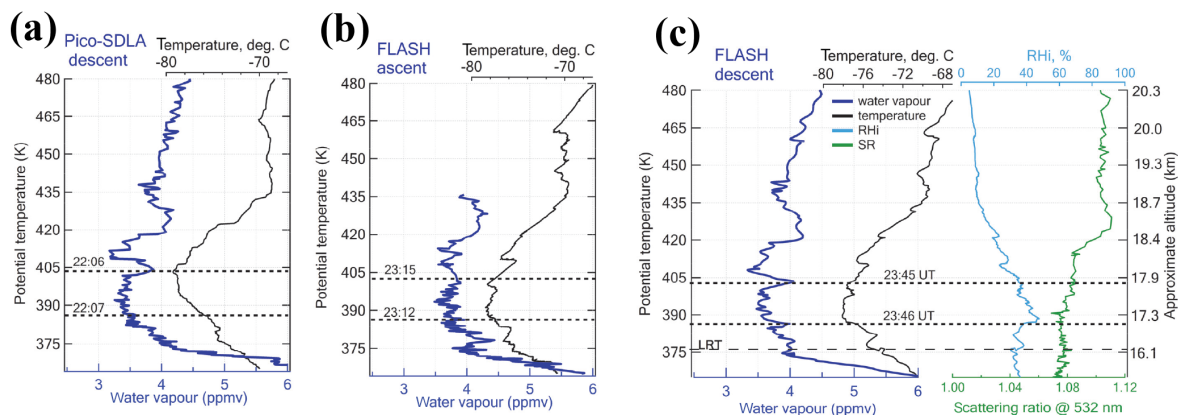 (a)
Pico-SDLA
descent
Temperature, deg. C
-80
-70
480
465
450
435
420
405
390
375
Potential temperature (K)
22:06
22:07
3
4
5
6
Water vapour (ppmv)
(b)
FLASH
ascent
Temperature, deg. C
-80
-70
480
465
450
435
420
405
390
375
Potential temperature (K)
23:15
23:12
3
4
5
6
Water vapour (ppmv)
(c)
FLASH
descent
Temperature, deg. C
-80
-76
-72
-68
RHi, %
0
20
40
60
80
100
480
465
450
435
420
405
390
375
Potential temperature (K)
water vapour
temperature
RHi
SR
23:45 UT
23:46 UT
LRT
20.3
20.0
19.3
18.7
18.4
17.9
17.3
16.1
Approximate altitude (km)
3
4
5
6
Water vapour (ppmv)
1.00
1.04
1.08
1.12
Scattering ratio @ 532 nm